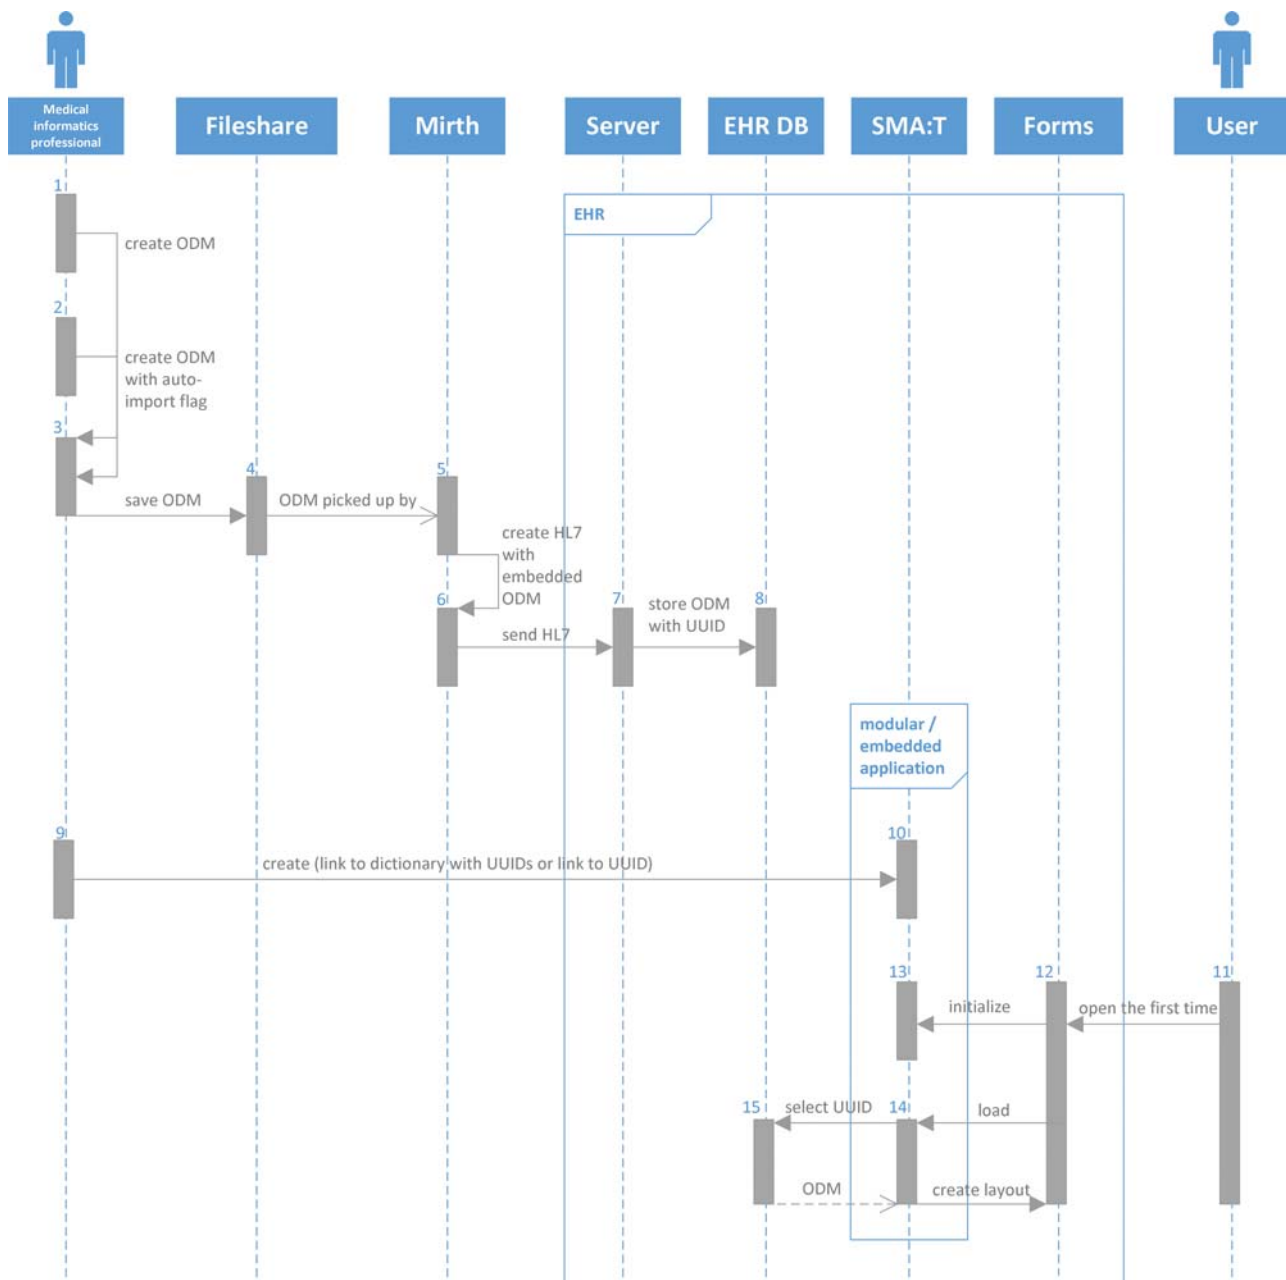 Medical
informatics
professional
Fileshare
Mirth
Server
EHR DB
SMA:T
Forms
User
1
EHR
create ODM
2
create ODM
with auto-
import flag
3
4
5
save ODM
ODM picked up by
create HL7
with
embedded
ODM
6
7
store ODM
with UUID
8
send HL7
modular /
embedded
application
9
10
create (link to dictionary with UUIDs or link to UUID)
13
12
11
initialize
open the first time
15
select UUID
14
load
ODM
create layout